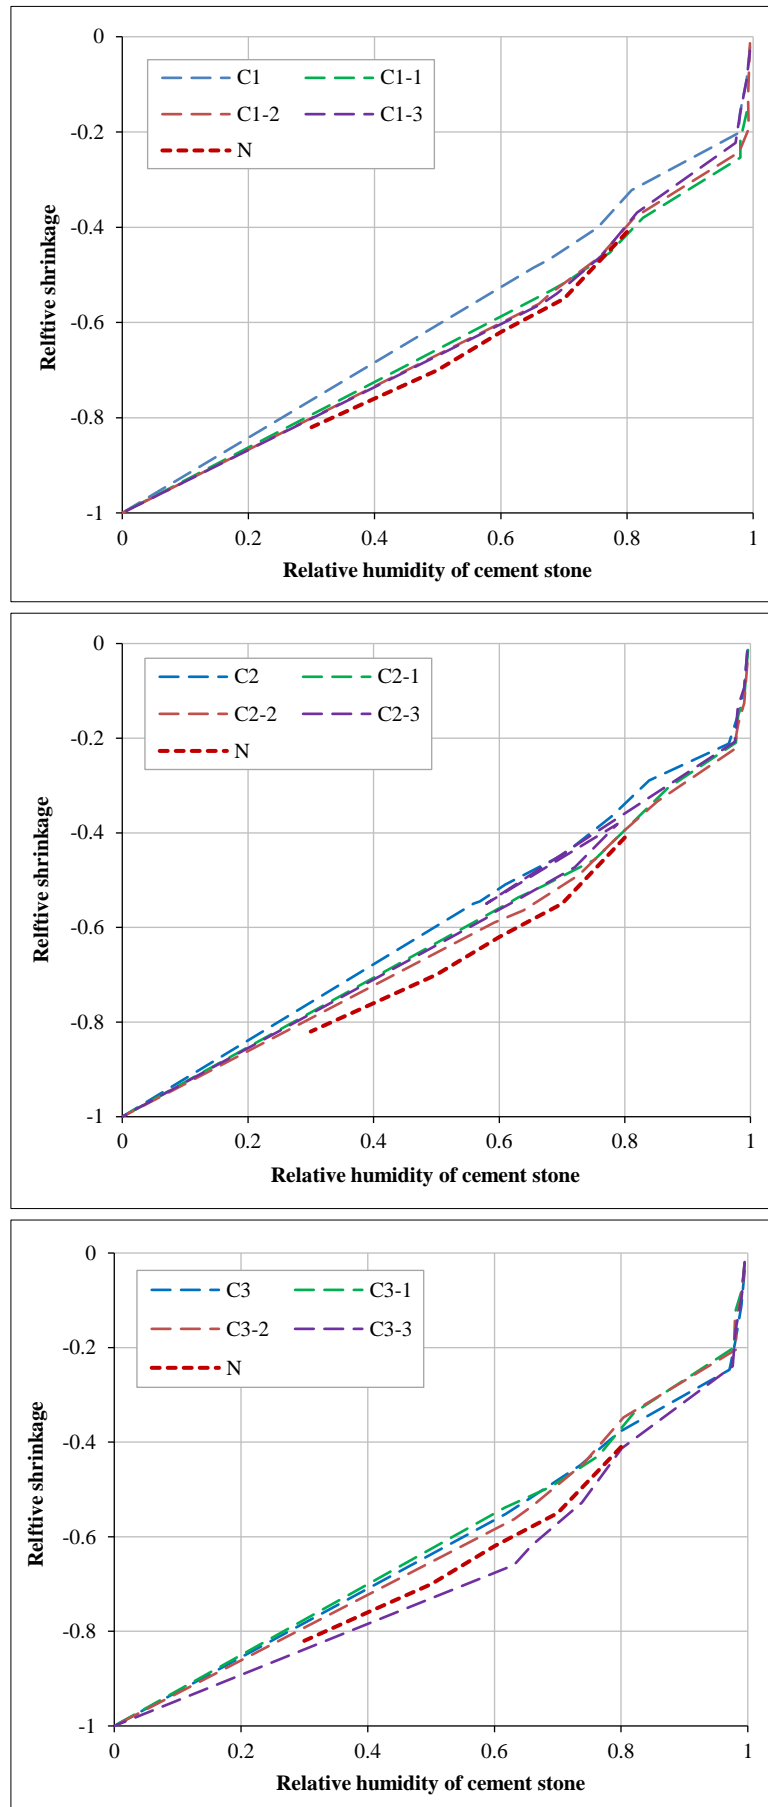 0
-0.2
-0.4
-0.6
-0.8
-1
Relftive shrinkage
C1 C1-1
C1-2 C1-3
N
0 0.2 0.4 0.6 0.8 1
Relative humidity of cement stone
0
-0.2
-0.4
-0.6
-0.8
-1
Relftive shrinkage
C2 C2-1
C2-2 C2-3
N
0 0.2 0.4 0.6 0.8 1
Relative humidity of cement stone
0
-0.2
-0.4
-0.6
-0.8
-1
Relftive shrinkage
C3 C3-1
C3-2 C3-3
N
0 0.2 0.4 0.6 0.8 1
Relative humidity of cement stone